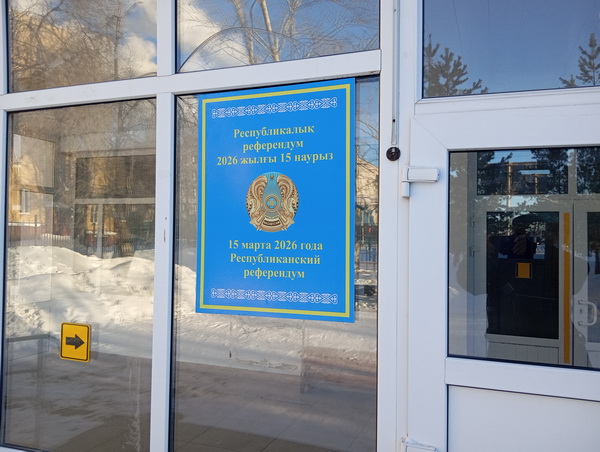 Республикалық
референдум
2026 жылғы 15 наурыз
15 марта 2026 года
Республиканский
референдум